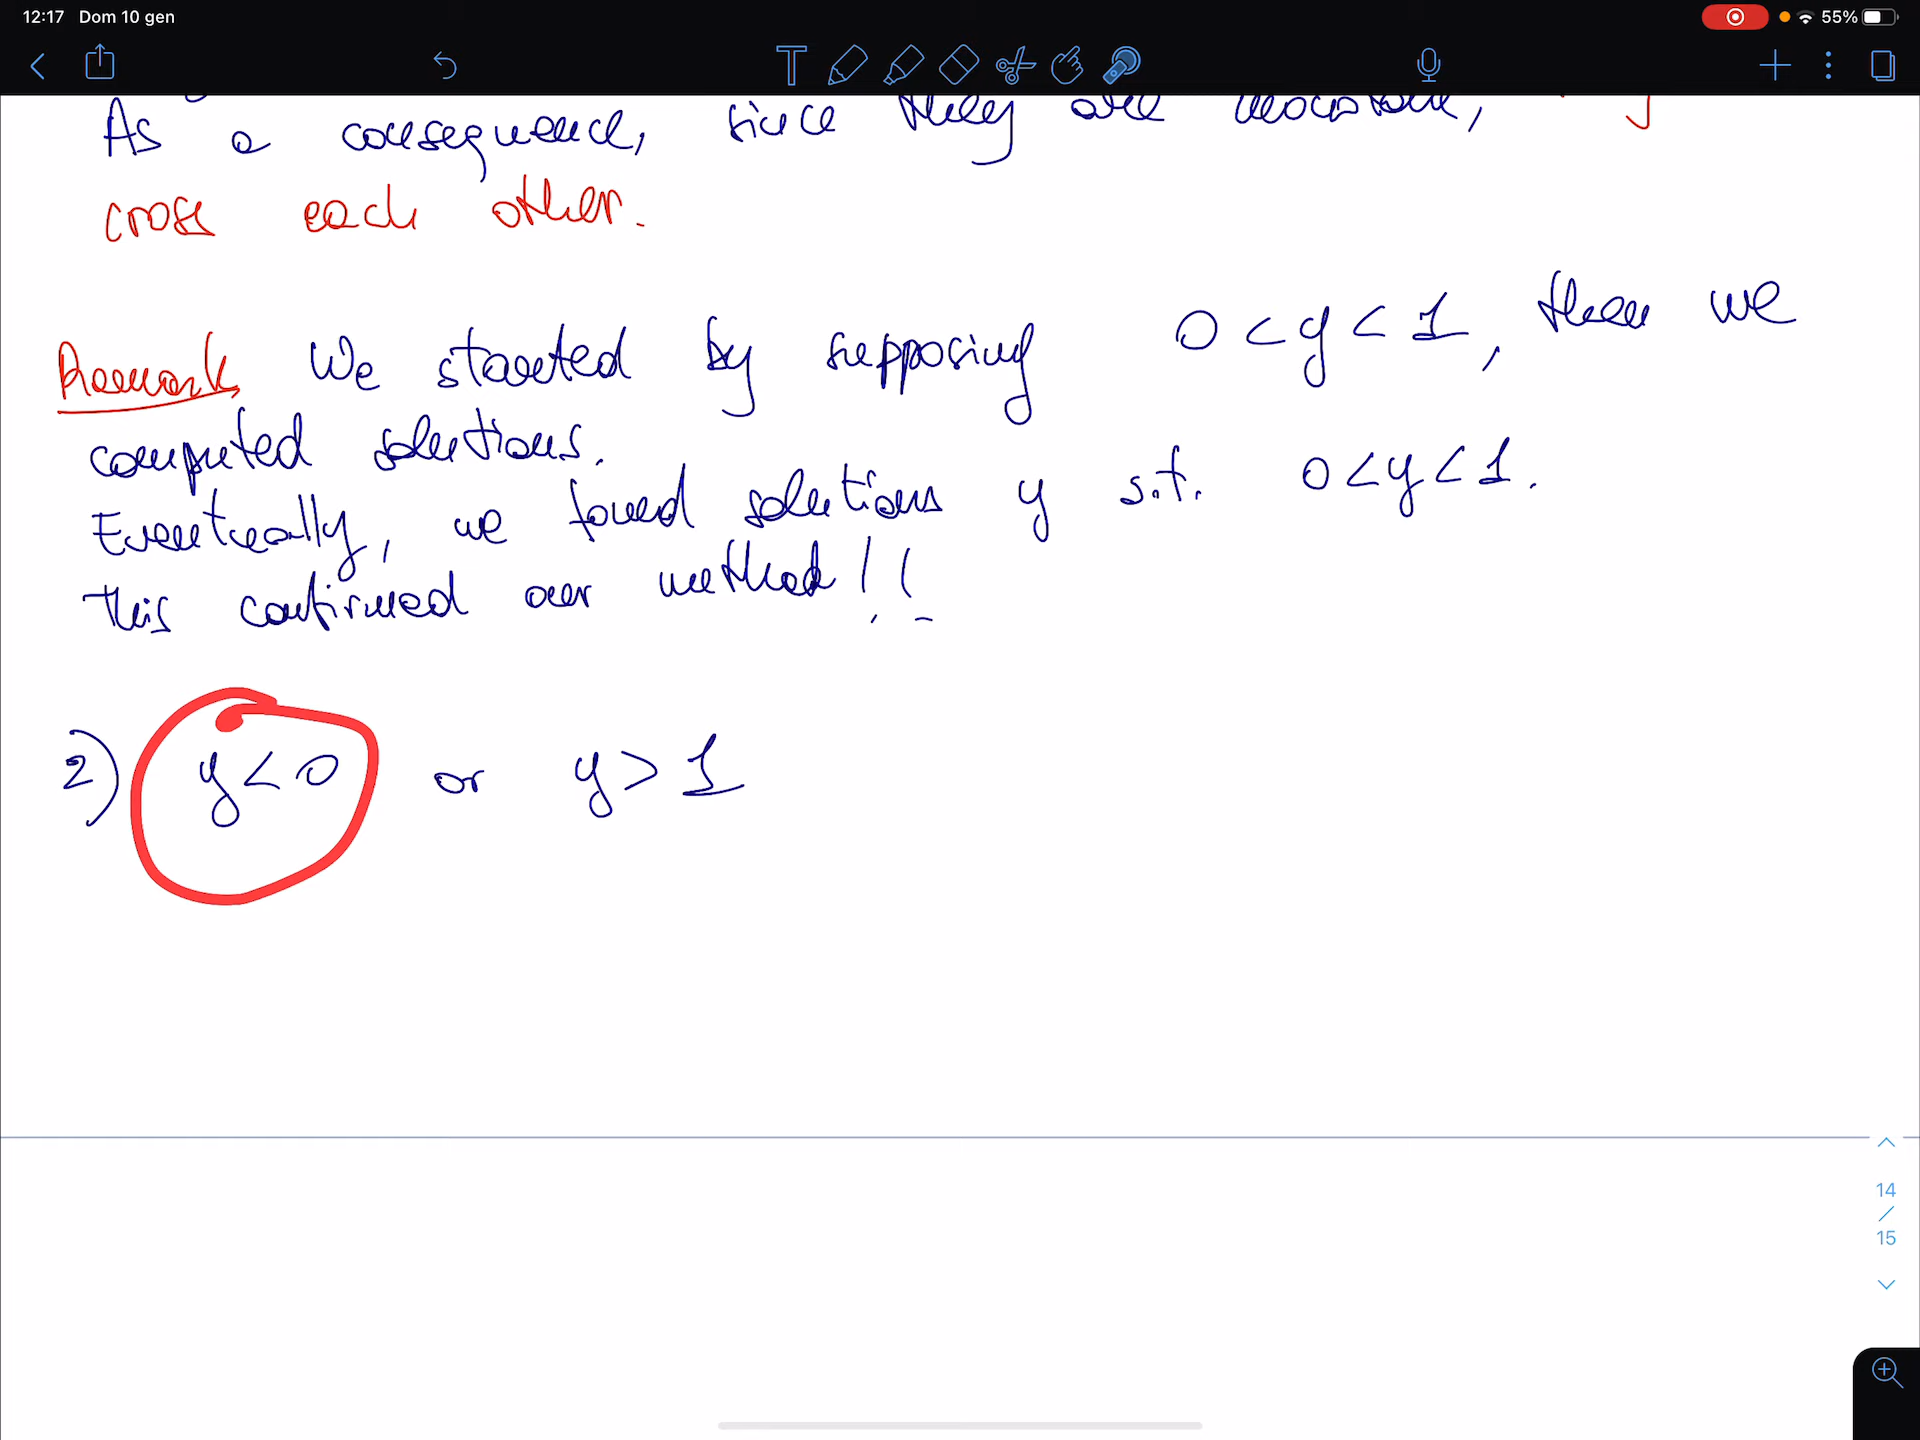 12:17 Dom 10 gen 55%
As a consequence, since they are
cross each other.
Remark We started by supposing 0 < y < 1, then we
computed solutions.
Eventually, we found solutions y s.t. 0 < y < 1.
This confirmed our method!!
2) y < 0 or y > 1
14
/
15